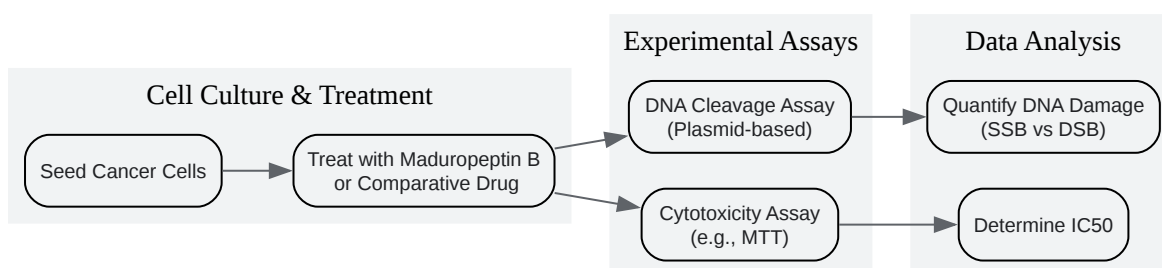 Cell Culture & Treatment
Seed Cancer Cells
Treat with Maduropeptin B
or Comparative Drug
Experimental Assays
DNA Cleavage Assay
(Plasmid-based)
Cytotoxicity Assay
(e.g., MTT)
Data Analysis
Quantify DNA Damage
(SSB vs DSB)
Determine IC50